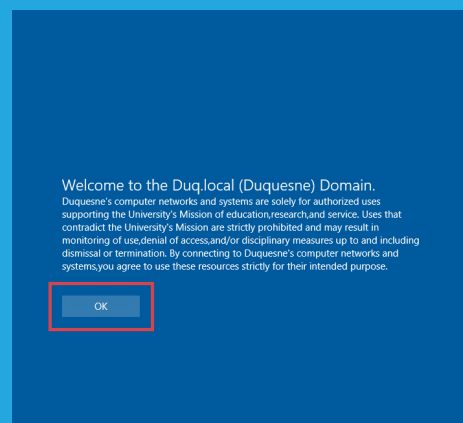 Welcome to the Duq.local (Duquesne) Domain.
Duquesne's computer networks and systems are solely for authorized uses
supporting the University's Mission of education,research,and service. Uses that
contradict the University's Mission are strictly prohibited and may result in
monitoring of use,denial of access,and/or disciplinary measures up to and including
dismissal or termination. By connecting to Duquesne's computer networks and
systems,you agree to use these resources strictly for their intended purpose.
OK